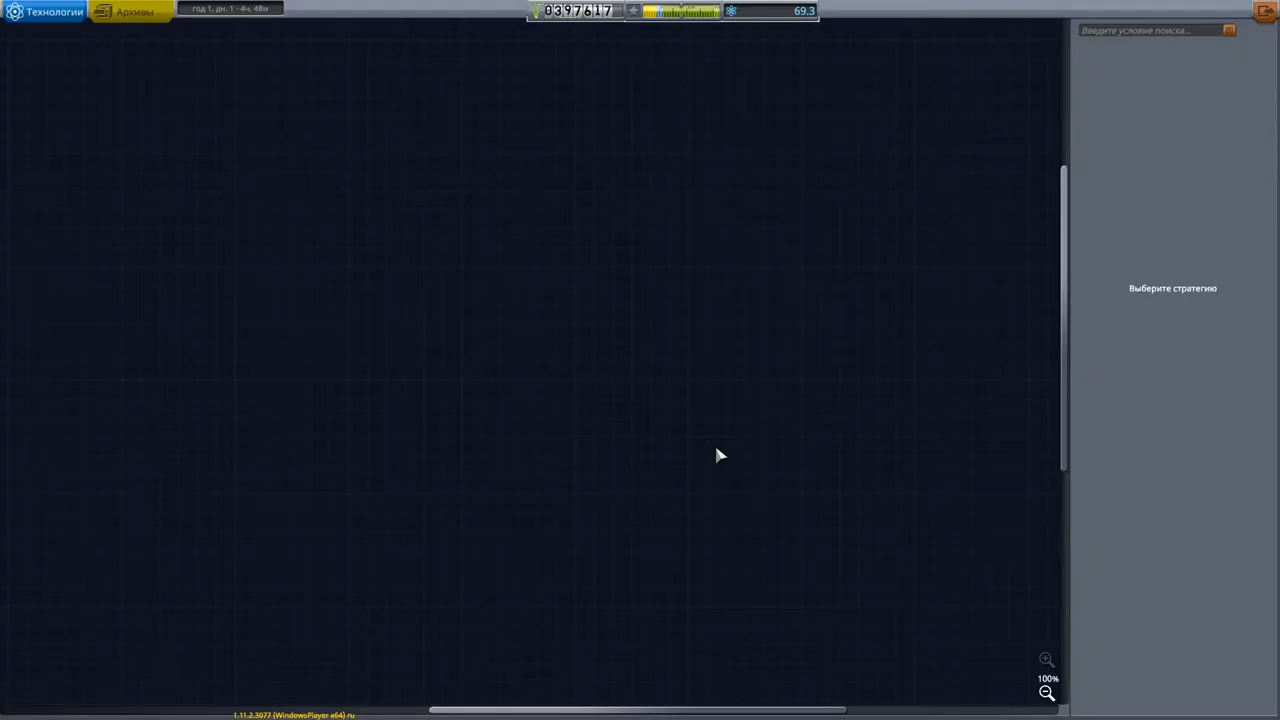 Технологии
Архивы
год 1, дн. 1 - 4ч, 48м
0397617
69.3
Введите условие поиска...
Выберите стратегию
100%
1.11.2.3077 (WindowsPlayer x64) ru